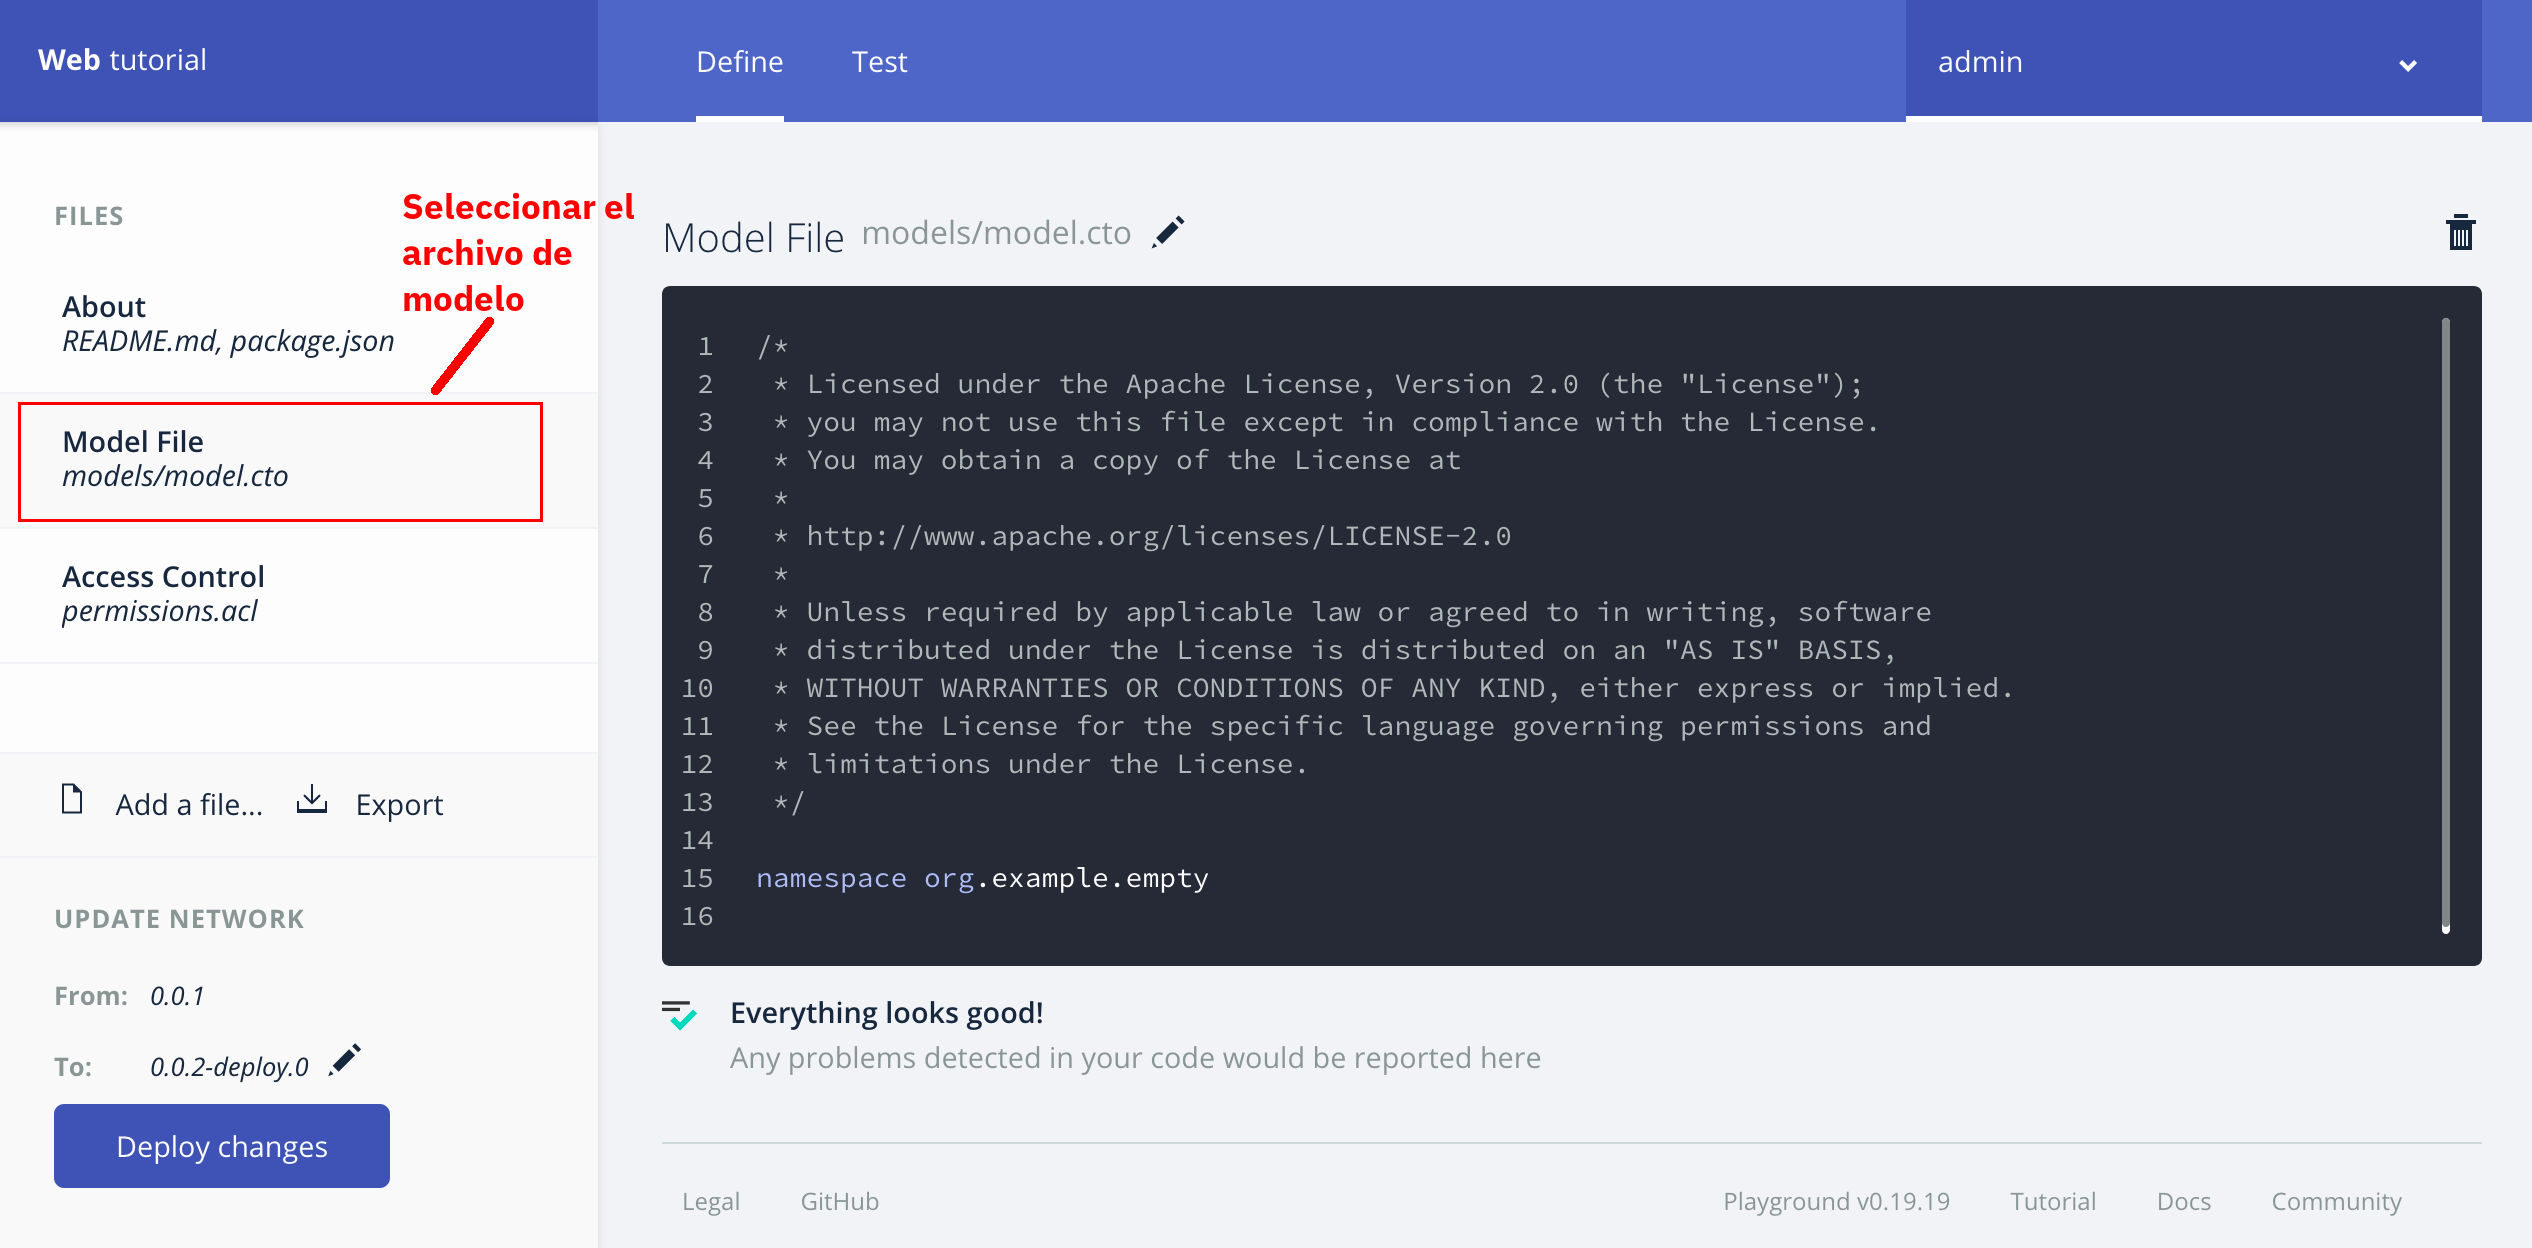 Web tutorial
Define
Test
admin
FILES
Seleccionar el
archivo de
modelo
About
README.md, package.json
Model File
models/model.cto
Access Control
permissions.acl
Add a file...
Export
UPDATE NETWORK
From: 0.0.1
To: 0.0.2-deploy.0
Deploy changes
Model File models/model.cto
1 /*
2 * Licensed under the Apache License, Version 2.0 (the "License");
3 * you may not use this file except in compliance with the License.
4 * You may obtain a copy of the License at
5 *
6 * http://www.apache.org/licenses/LICENSE-2.0
7 *
8 * Unless required by applicable law or agreed to in writing, software
9 * distributed under the License is distributed on an "AS IS" BASIS,
10 * WITHOUT WARRANTIES OR CONDITIONS OF ANY KIND, either express or implied.
11 * See the License for the specific language governing permissions and
12 * limitations under the License.
13 */
14
15 namespace org.example.empty
16
Everything looks good!
Any problems detected in your code would be reported here
Legal
GitHub
Playground v0.19.19
Tutorial
Docs
Community